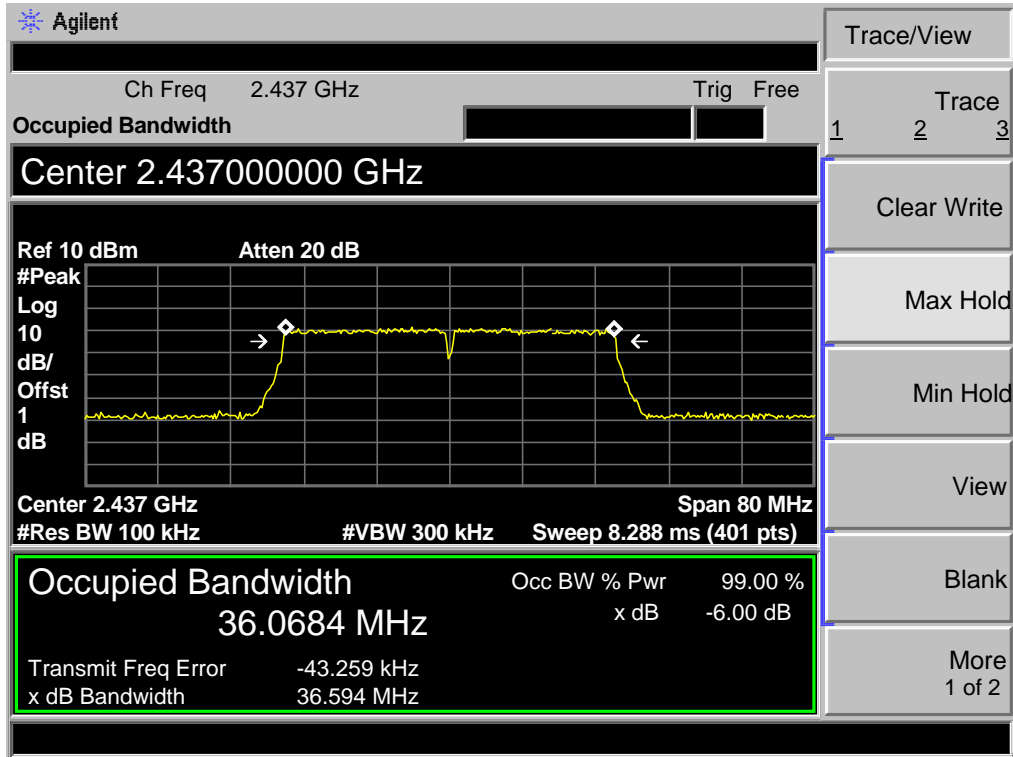 Agilent
Trace/View
Ch Freq 2.437 GHz Trig Free
Occupied Bandwidth
Trace
1 2 3
Center 2.437000000 GHz
Clear Write
Ref 10 dBm Atten 20 dB
#Peak
Log
10
dB/
Offst
1
dB
Max Hold
Min Hold
Center 2.437 GHz Span 80 MHz
#Res BW 100 kHz #VBW 300 kHz Sweep 8.288 ms (401 pts)
View
Occupied Bandwidth Occ BW % Pwr 99.00 %
36.0684 MHz x dB -6.00 dB
Blank
Transmit Freq Error -43.259 kHz
x dB Bandwidth 36.594 MHz
More
1 of 2